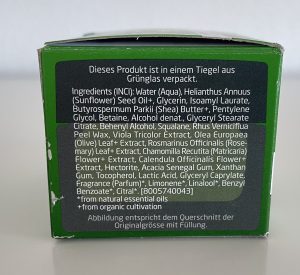 Dieses Produkt ist in einem Tiegel aus
Grünglas verpackt.
Ingredients (INCI): Water (Aqua), Helianthus Annuus
(Sunflower) Seed Oil+, Glycerin, Isoamyl Laurate,
Butyrospermum Parkii (Shea) Butter+, Pentylene
Glycol, Betaine, Alcohol denat., Glyceryl Stearate
Citrate, Behenyl Alcohol, Squalane, Rhus Verniciflua
Peel Wax, Viola Tricolor Extract, Olea Europaea
(Olive) Leaf+ Extract, Rosmarinus Officinalis (Rose-
mary) Leaf+ Extract, Chamomilla Recutita (Matricaria)
Flower+ Extract, Calendula Officinalis Flower+
Extract, Hectorite, Acacia Senegal Gum, Xanthan
Gum, Tocopherol, Lactic Acid, Glyceryl Caprylate,
Fragrance (Parfum)*, Limonene*, Linalool*, Benzyl
Benzoate*, Citral*. [8005740043]
*from natural essential oils
+from organic cultivation
Abbildung entspricht dem Querschnitt der
Originalgrösse mit Füllung.